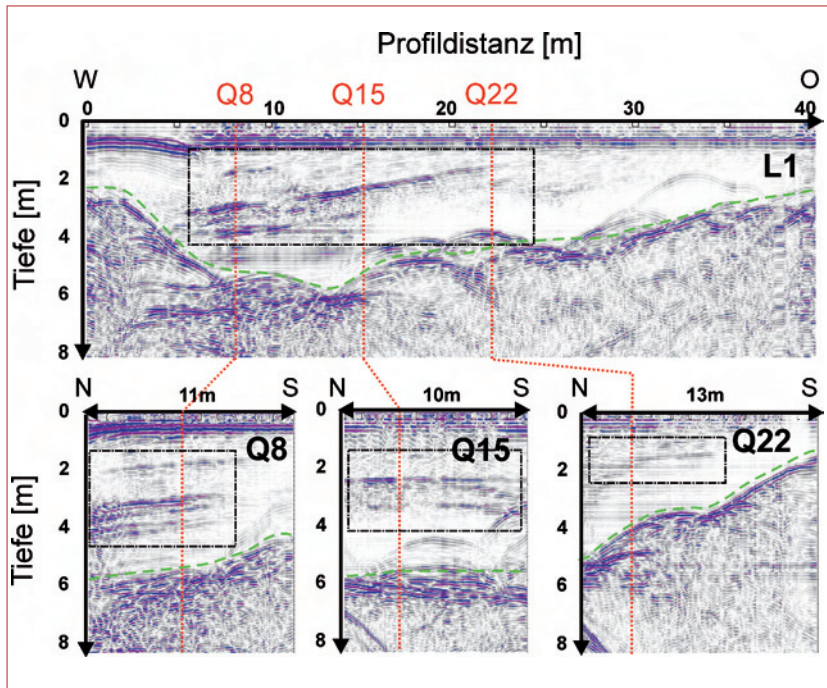 Profildistanz [m]
W Q8 Q15 Q22 O
0 10 20 30 40
L1
Tiefe [m]
0
2
4
6
8
N 11m S N 10m S N 13m S
Q8 Q15 Q22
Tiefe [m]
0 0 0
2 2 2
4 4 4
6 6 6
8 8 8